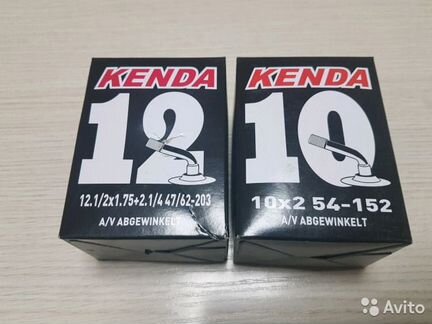 KENDA
12
12.1/2x1.75+2.1/4 47/62-203
A/V ABGEWINKELT
KENDA
10
10x2 54-152
A/V ABGEWINKELT
Avito